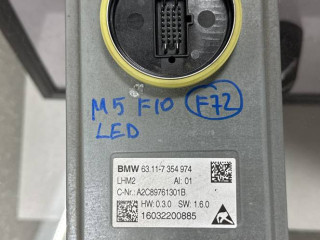 M5 F10 F72
LED
BMW 63.11-7 354 974
LHM2 AI: 01
C-Nr.: A2C89761301B
HW: 0.3.0 SW: 1.6.0
16032200885